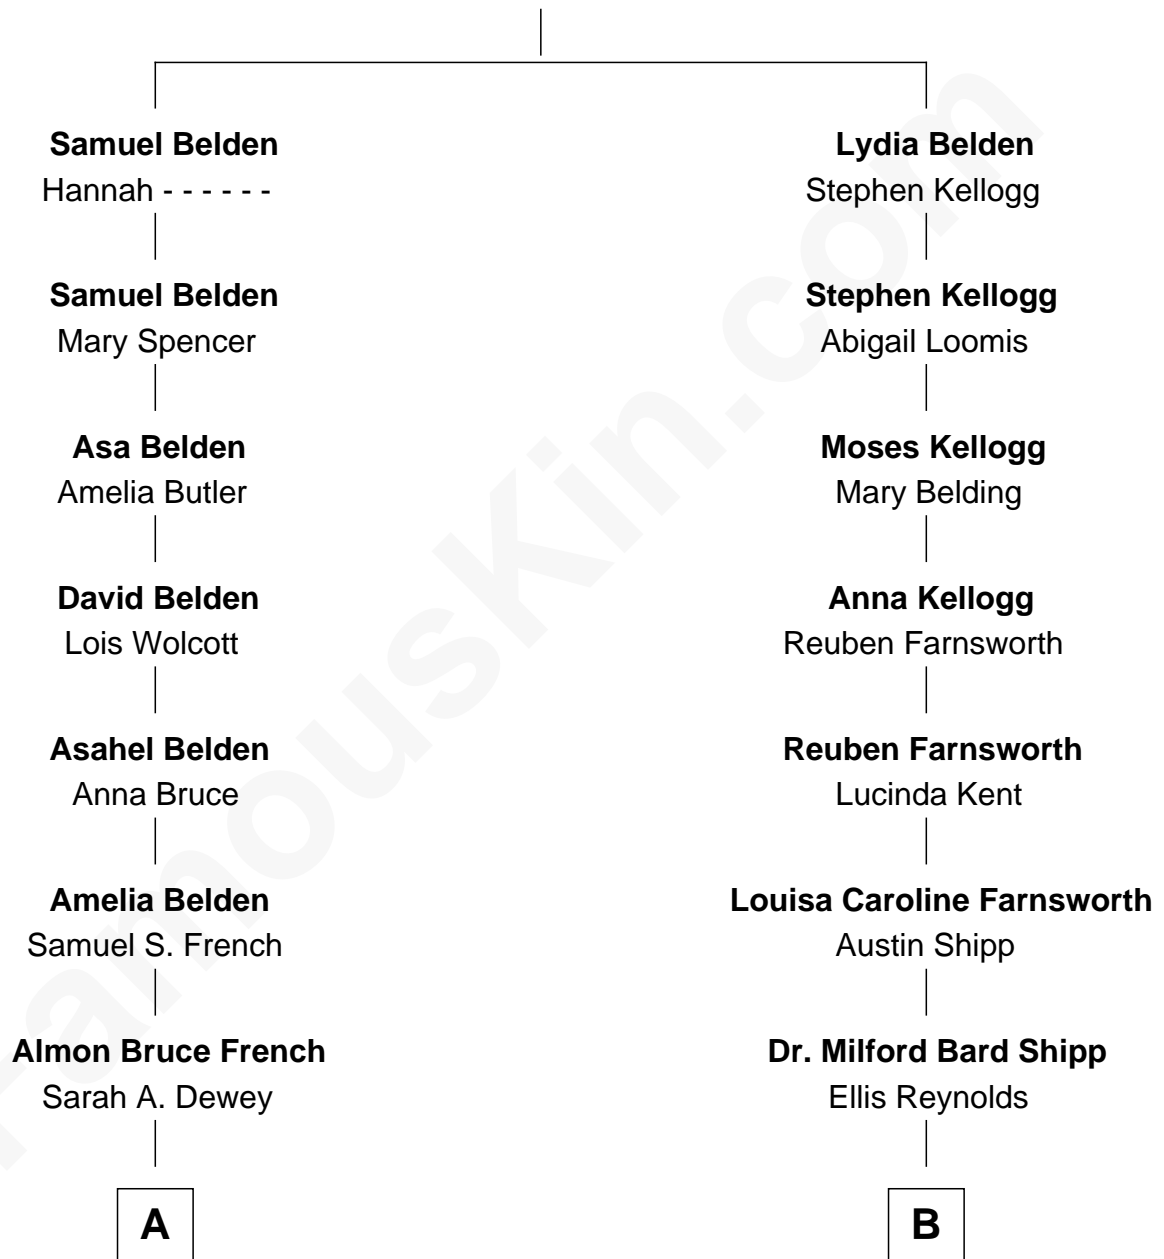 Samuel Belden
Hannah - - - - - -
Lydia Belden
Stephen Kellogg
Samuel Belden
Mary Spencer
Stephen Kellogg
Abigail Loomis
Asa Belden
Amelia Butler
Moses Kellogg
Mary Belding
David Belden
Lois Wolcott
Anna Kellogg
Reuben Farnsworth
Asahel Belden
Anna Bruce
Reuben Farnsworth
Lucinda Kent
Amelia Belden
Samuel S. French
Louisa Caroline Farnsworth
Austin Shipp
Almon Bruce French
Sarah A. Dewey
Dr. Milford Bard Shipp
Ellis Reynolds
A
B
FamousKin.com